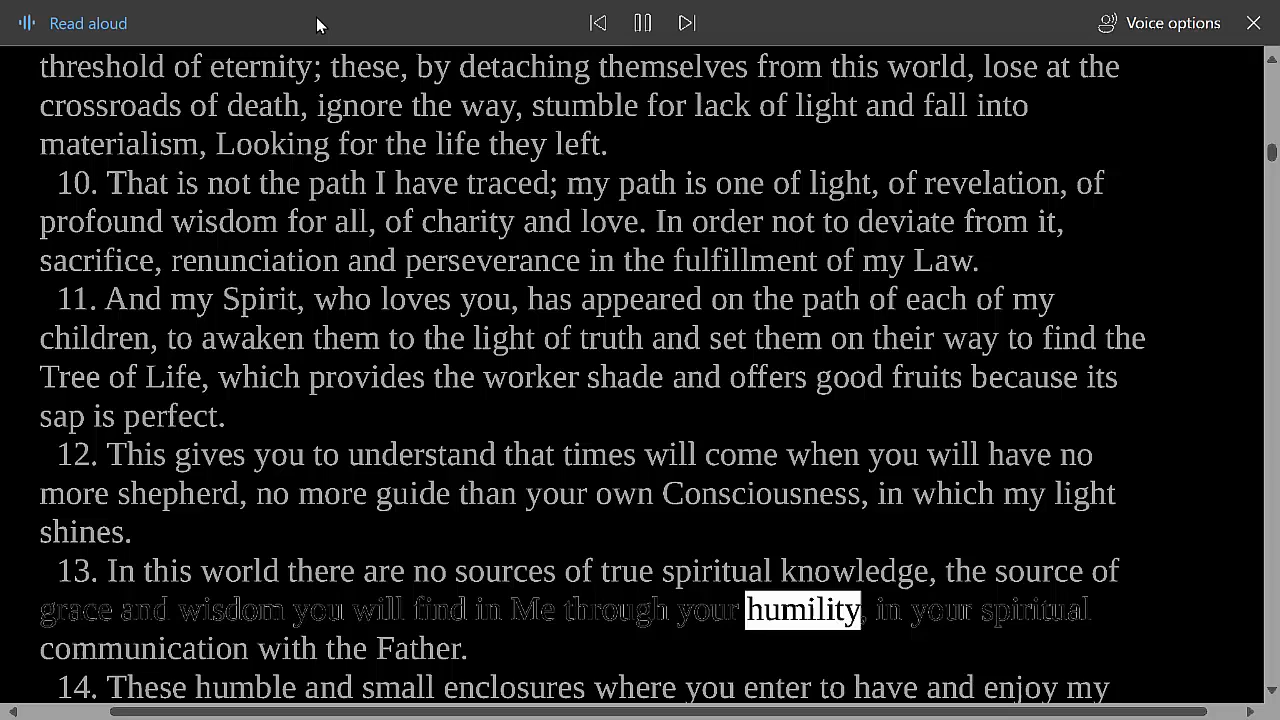 Read aloud
Voice options
threshold of eternity; these, by detaching themselves from this world, lose at the
crossroads of death, ignore the way, stumble for lack of light and fall into
materialism, Looking for the life they left.
10. That is not the path I have traced; my path is one of light, of revelation, of
profound wisdom for all, of charity and love. In order not to deviate from it,
sacrifice, renunciation and perseverance in the fulfillment of my Law.
11. And my Spirit, who loves you, has appeared on the path of each of my
children, to awaken them to the light of truth and set them on their way to find the
Tree of Life, which provides the worker shade and offers good fruits because its
sap is perfect.
12. This gives you to understand that times will come when you will have no
more shepherd, no more guide than your own Consciousness, in which my light
shines.
13. In this world there are no sources of true spiritual knowledge, the source of
grace and wisdom you will find in Me through your humility, in your spiritual
communication with the Father.
14. These humble and small enclosures where you enter to have and enjoy my